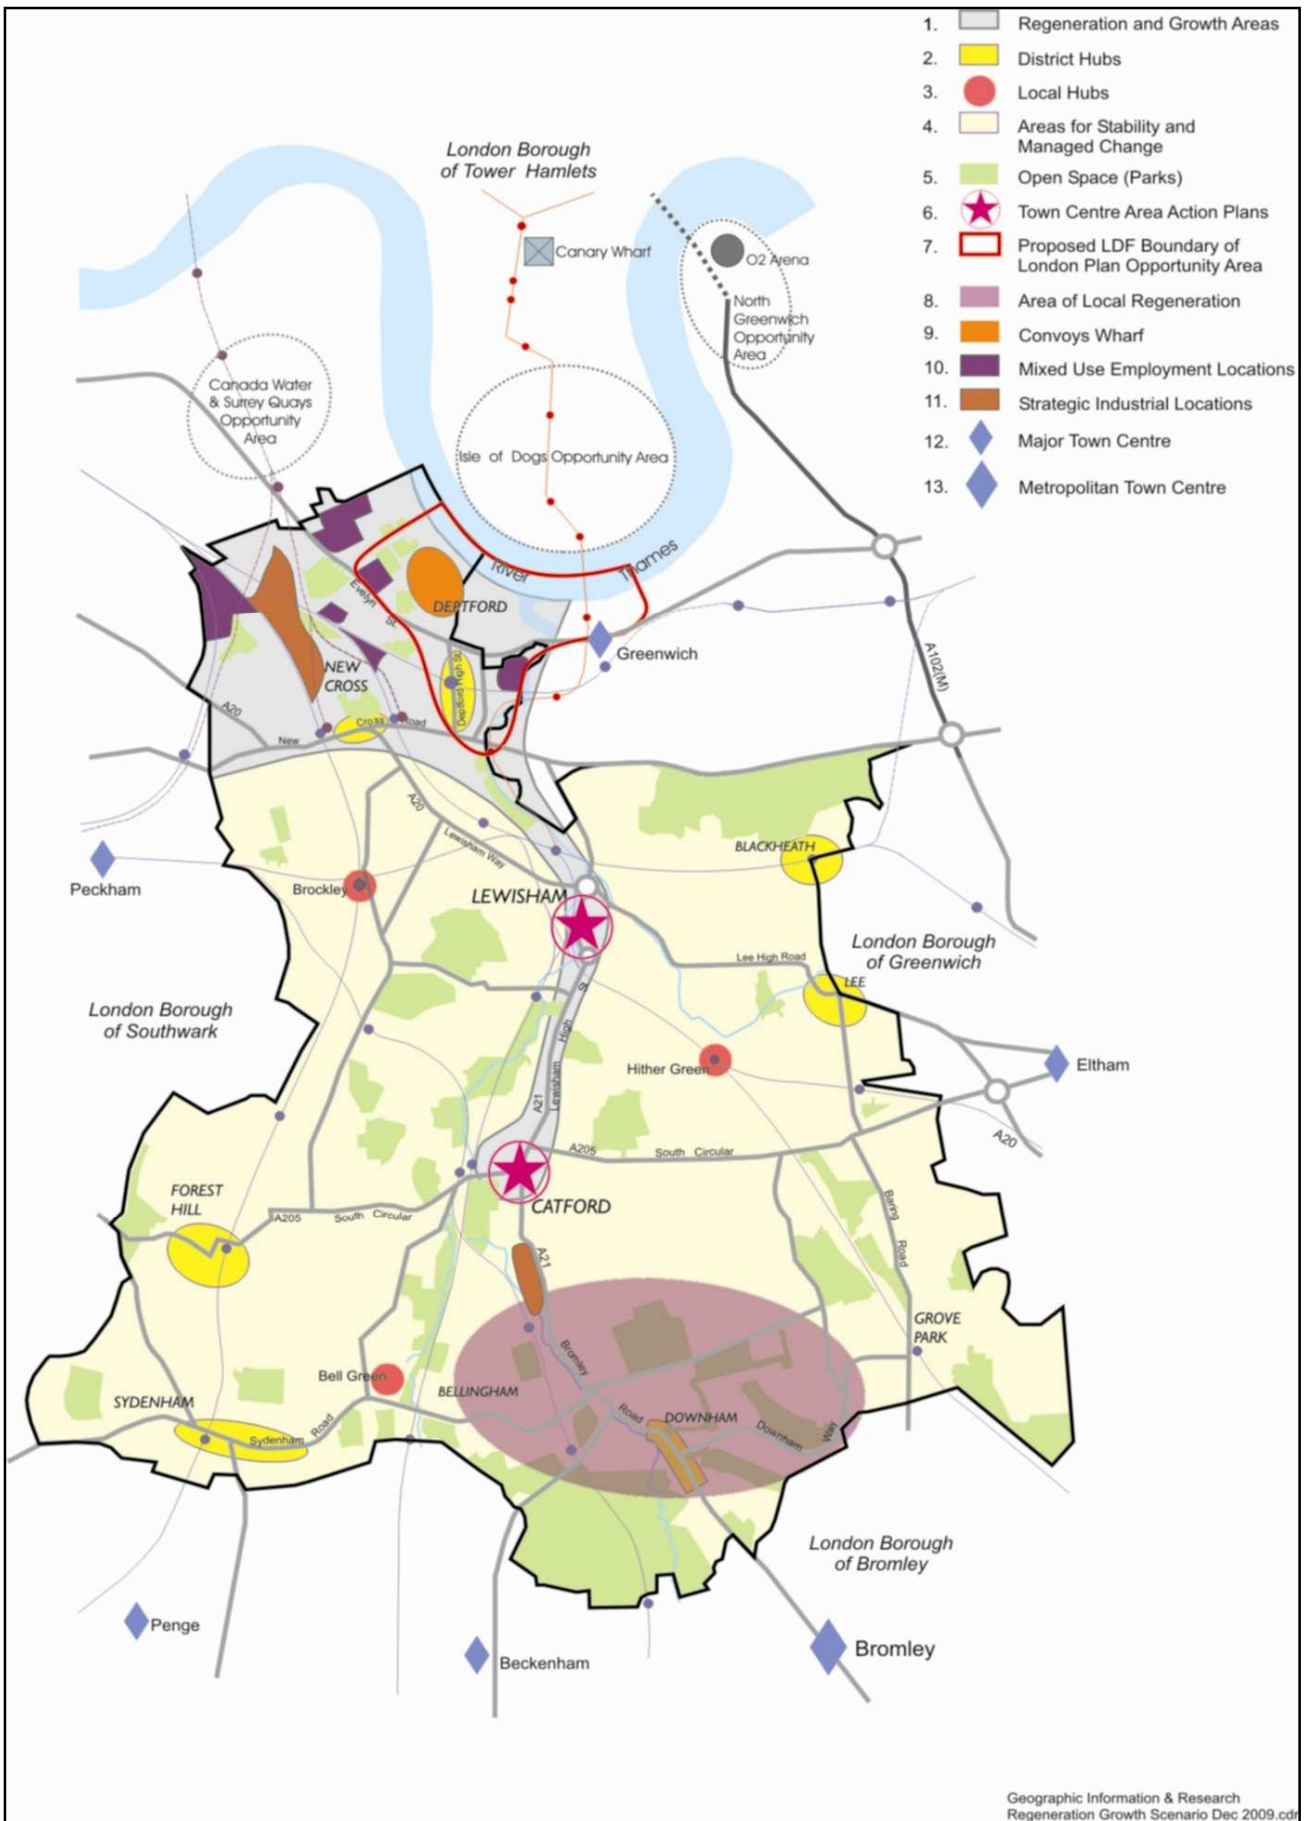 1. Regeneration and Growth Areas
2. District Hubs
3. Local Hubs
4. Areas for Stability and
Managed Change
5. Open Space (Parks)
6. Town Centre Area Action Plans
7. Proposed LDF Boundary of
London Plan Opportunity Area
8. Area of Local Regeneration
9. Convoys Wharf
10. Mixed Use Employment Locations
11. Strategic Industrial Locations
12. Major Town Centre
13. Metropolitan Town Centre
London Borough
of Tower Hamlets
Canary Wharf
O2 Arena
North
Greenwich
Opportunity
Area
Canada Water
& Surrey Quays
Opportunity
Area
Isle of Dogs Opportunity Area
River Thames
Evelyn St.
DEPTFORD
Greenwich
NEW
CROSS
Deptford High St.
A102(M)
A20
New Cross Road
A20
Lewisham Way
BLACKHEATH
Peckham
Brockley
LEWISHAM
London Borough
of Greenwich
Lee High Road
LEE
London Borough
of Southwark
Lewisham High St
A21
Hither Green
Eltham
A20
A205 South Circular
FOREST
HILL
CATFORD
A205 South Circular
Baring Road
A21
GROVE
PARK
Bromley Road
Bell Green
BELLINGHAM
SYDENHAM
DOWNHAM
Sydenham Road
Downham Way
London Borough
of Bromley
Penge
Beckenham
Bromley
Geographic Information & Research
Regeneration Growth Scenario Dec 2009.cdr